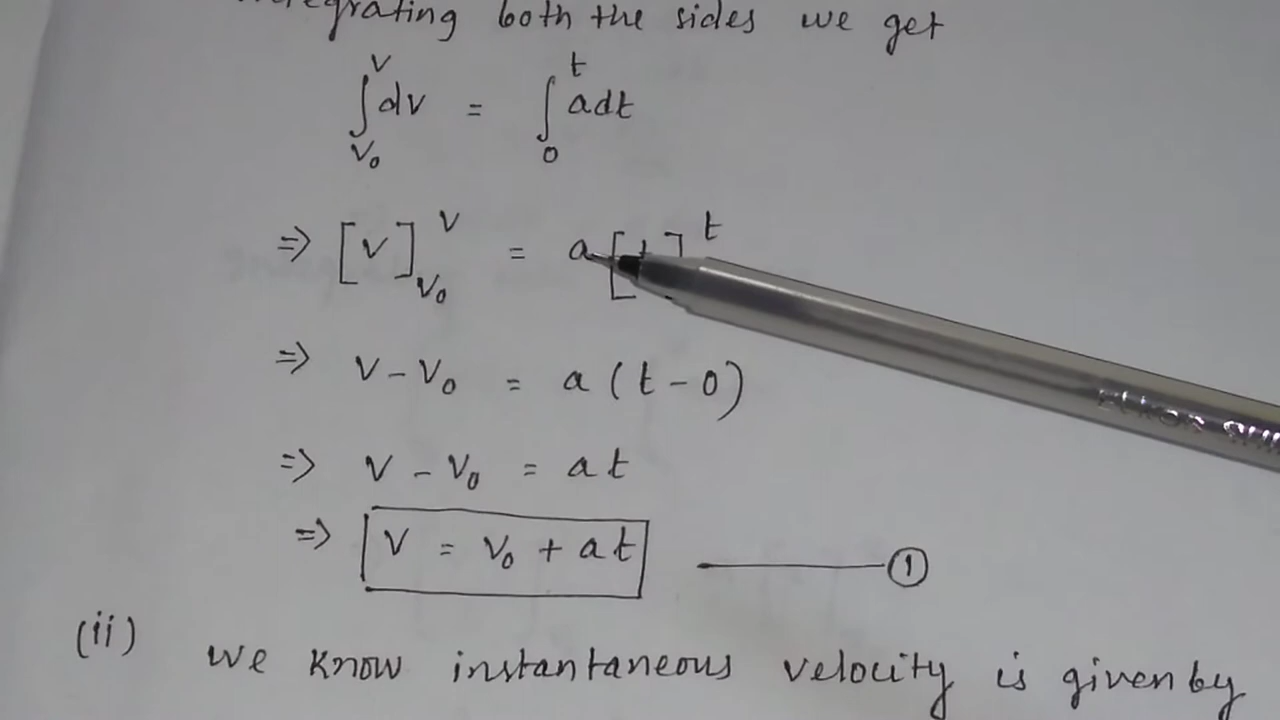 integrating both the sides we get
∫_{V₀}^{V} dv = ∫_{0}^{t} adt
⇒ [v]_{V₀}^{V} = a[t]^{t}
⇒ V - V₀ = a(t - 0)
⇒ V - V₀ = at
⇒ V = V₀ + at ——— ①
(ii) we know instantaneous velocity is given by